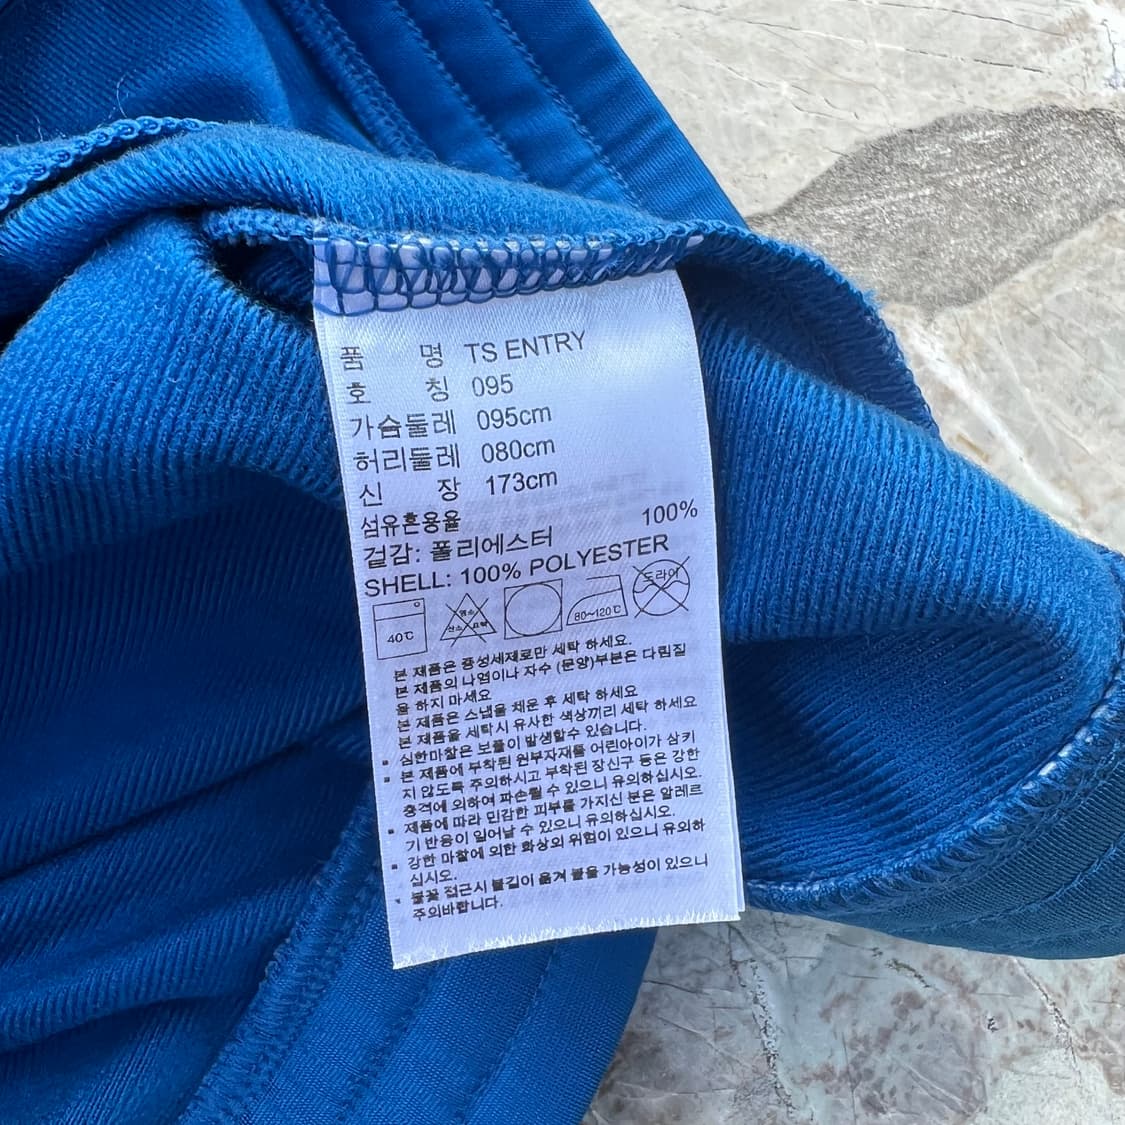 품 명 TS ENTRY
호 칭 095
가슴둘레 095cm
허리둘레 080cm
신 장 173cm
섬유혼용율
겉감: 폴리에스터 100%
SHELL: 100% POLYESTER
40℃ 염소 산소 표백 80~120℃ 드라이
본 제품은 중성세제로만 세탁 하세요.
본 제품의 나염이나 자수 (문양)부분은 다림질
을 하지 마세요
본 제품은 스냅을 채운 후 세탁 하세요
본 제품을 세탁시 유사한 색상끼리 세탁 하세요
심한마찰은 보풀이 발생할수 있습니다.
본 제품에 부착된 원부자재를 어린아이가 삼키
지 않도록 주의하시고 부착된 장신구 등은 강한
충격에 의하여 파손될 수 있으니 유의하십시오.
제품에 따라 민감한 피부를 가지신 분은 알레르
기 반응이 일어날 수 있으니 유의하십시오.
강한 마찰에 의한 화상의 위험이 있으니 유의하
십시오.
불꽃 접근시 불길이 옮겨 붙을 가능성이 있으니
주의바랍니다.